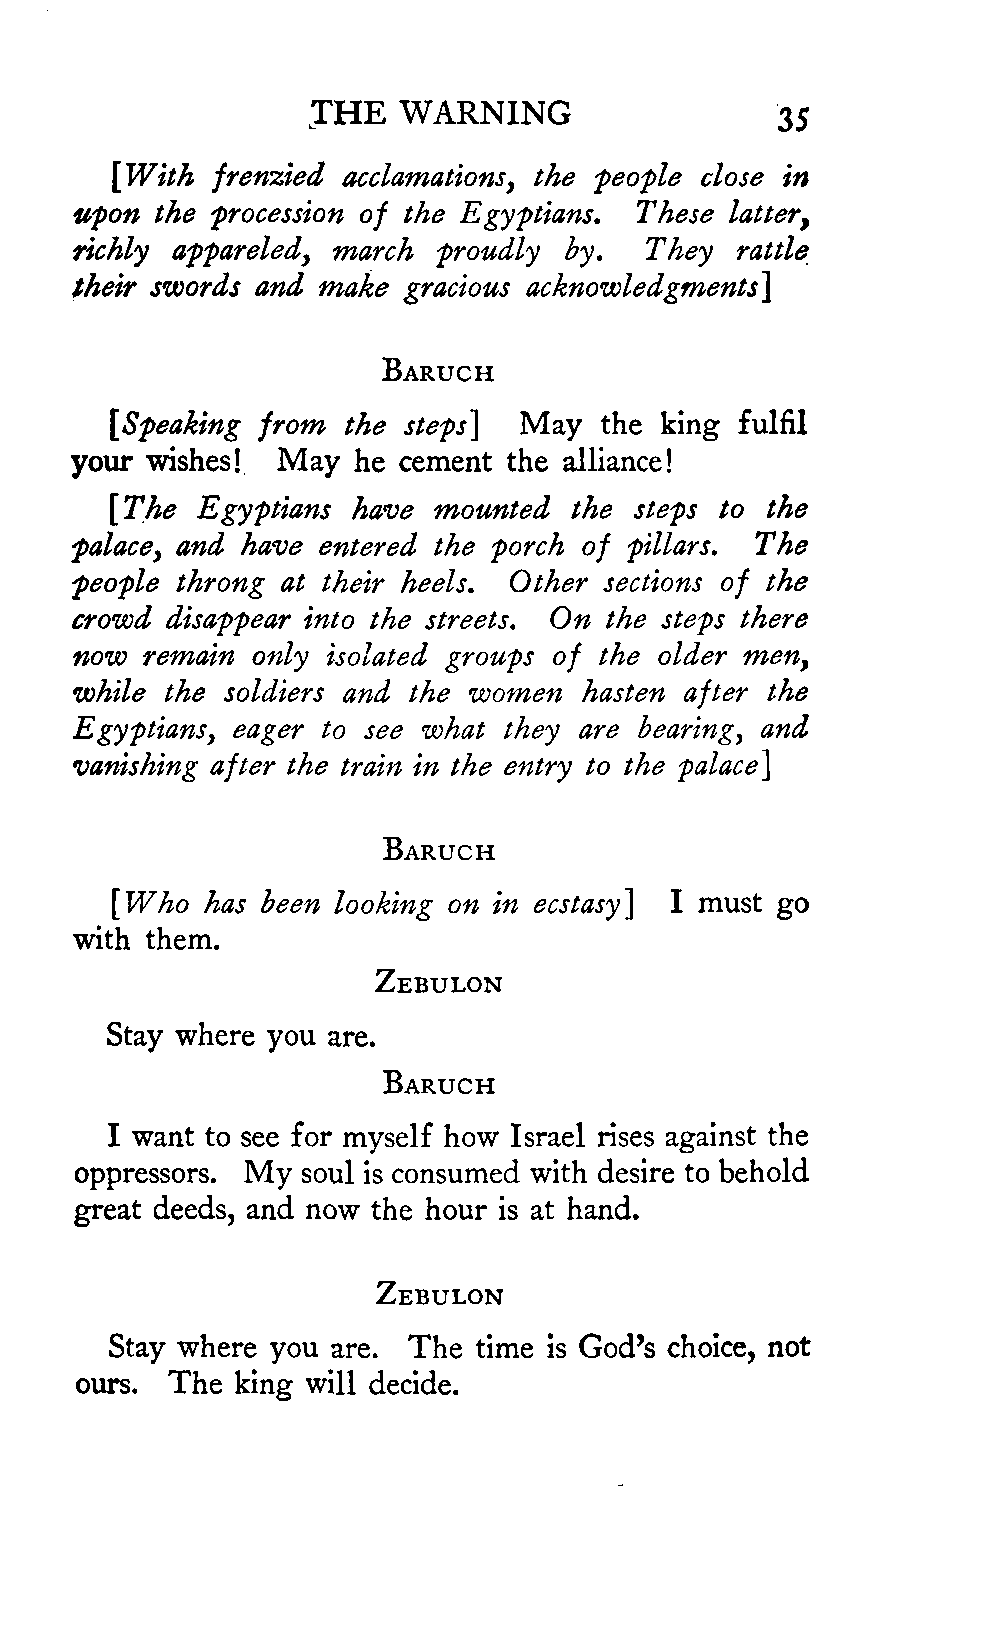 THE WARNING 35
[With frenzied acclamations, the people close in
upon the procession of the Egyptians. These latter,
richly appareled, march proudly by. They rattle
their swords and make gracious acknowledgments]
BARUCH
[Speaking from the steps] May the king fulfil
your wishes! May he cement the alliance!
[The Egyptians have mounted the steps to the
palace, and have entered the porch of pillars. The
people throng at their heels. Other sections of the
crowd disappear into the streets. On the steps there
now remain only isolated groups of the older men,
while the soldiers and the women hasten after the
Egyptians, eager to see what they are bearing, and
vanishing after the train in the entry to the palace]
BARUCH
[Who has been looking on in ecstasy] I must go
with them.
ZEBULON
Stay where you are.
BARUCH
I want to see for myself how Israel rises against the
oppressors. My soul is consumed with desire to behold
great deeds, and now the hour is at hand.
ZEBULON
Stay where you are. The time is God's choice, not
ours. The king will decide.